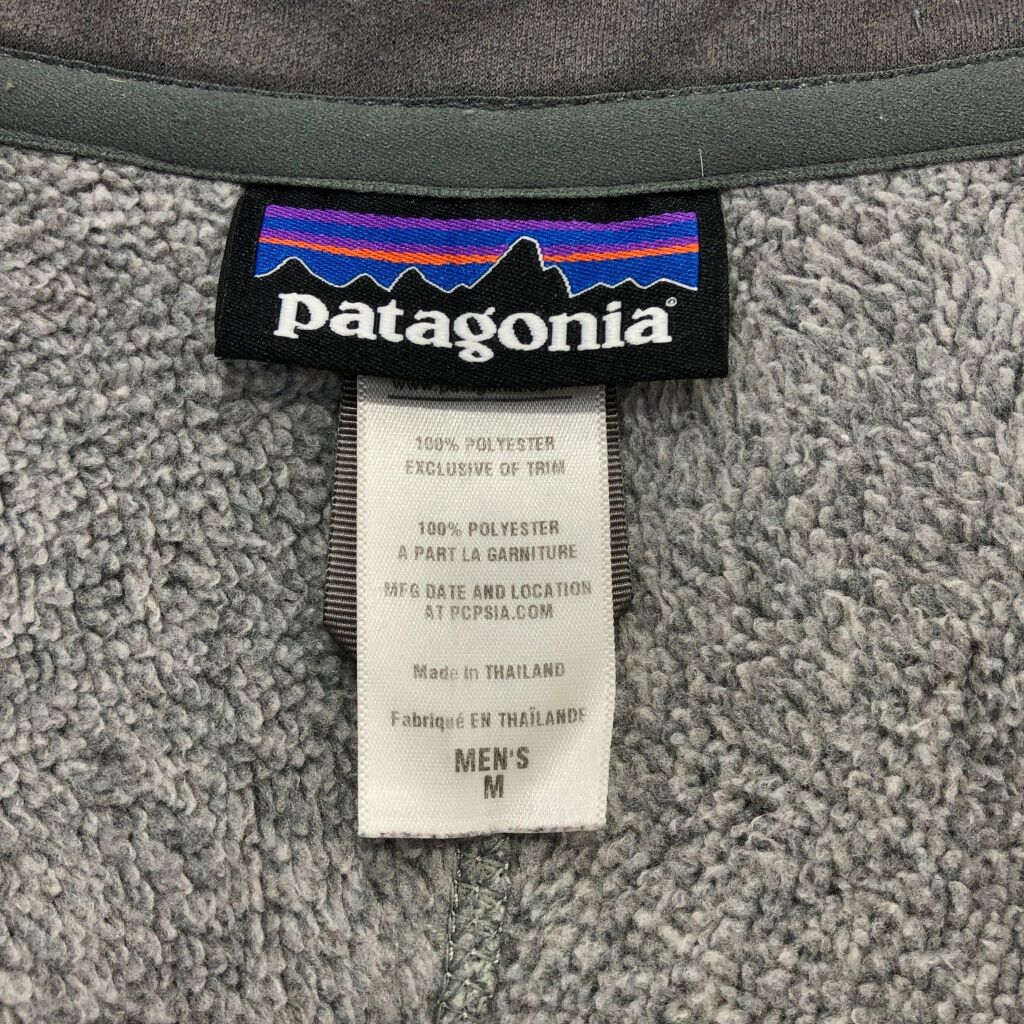 patagonia®
100% POLYESTER
EXCLUSIVE OF TRIM
100% POLYESTER
A PART LA GARNITURE
MFG DATE AND LOCATION
AT PCPSIA.COM
Made in THAILAND
Fabriqué EN THAÏLANDE
MEN'S
M